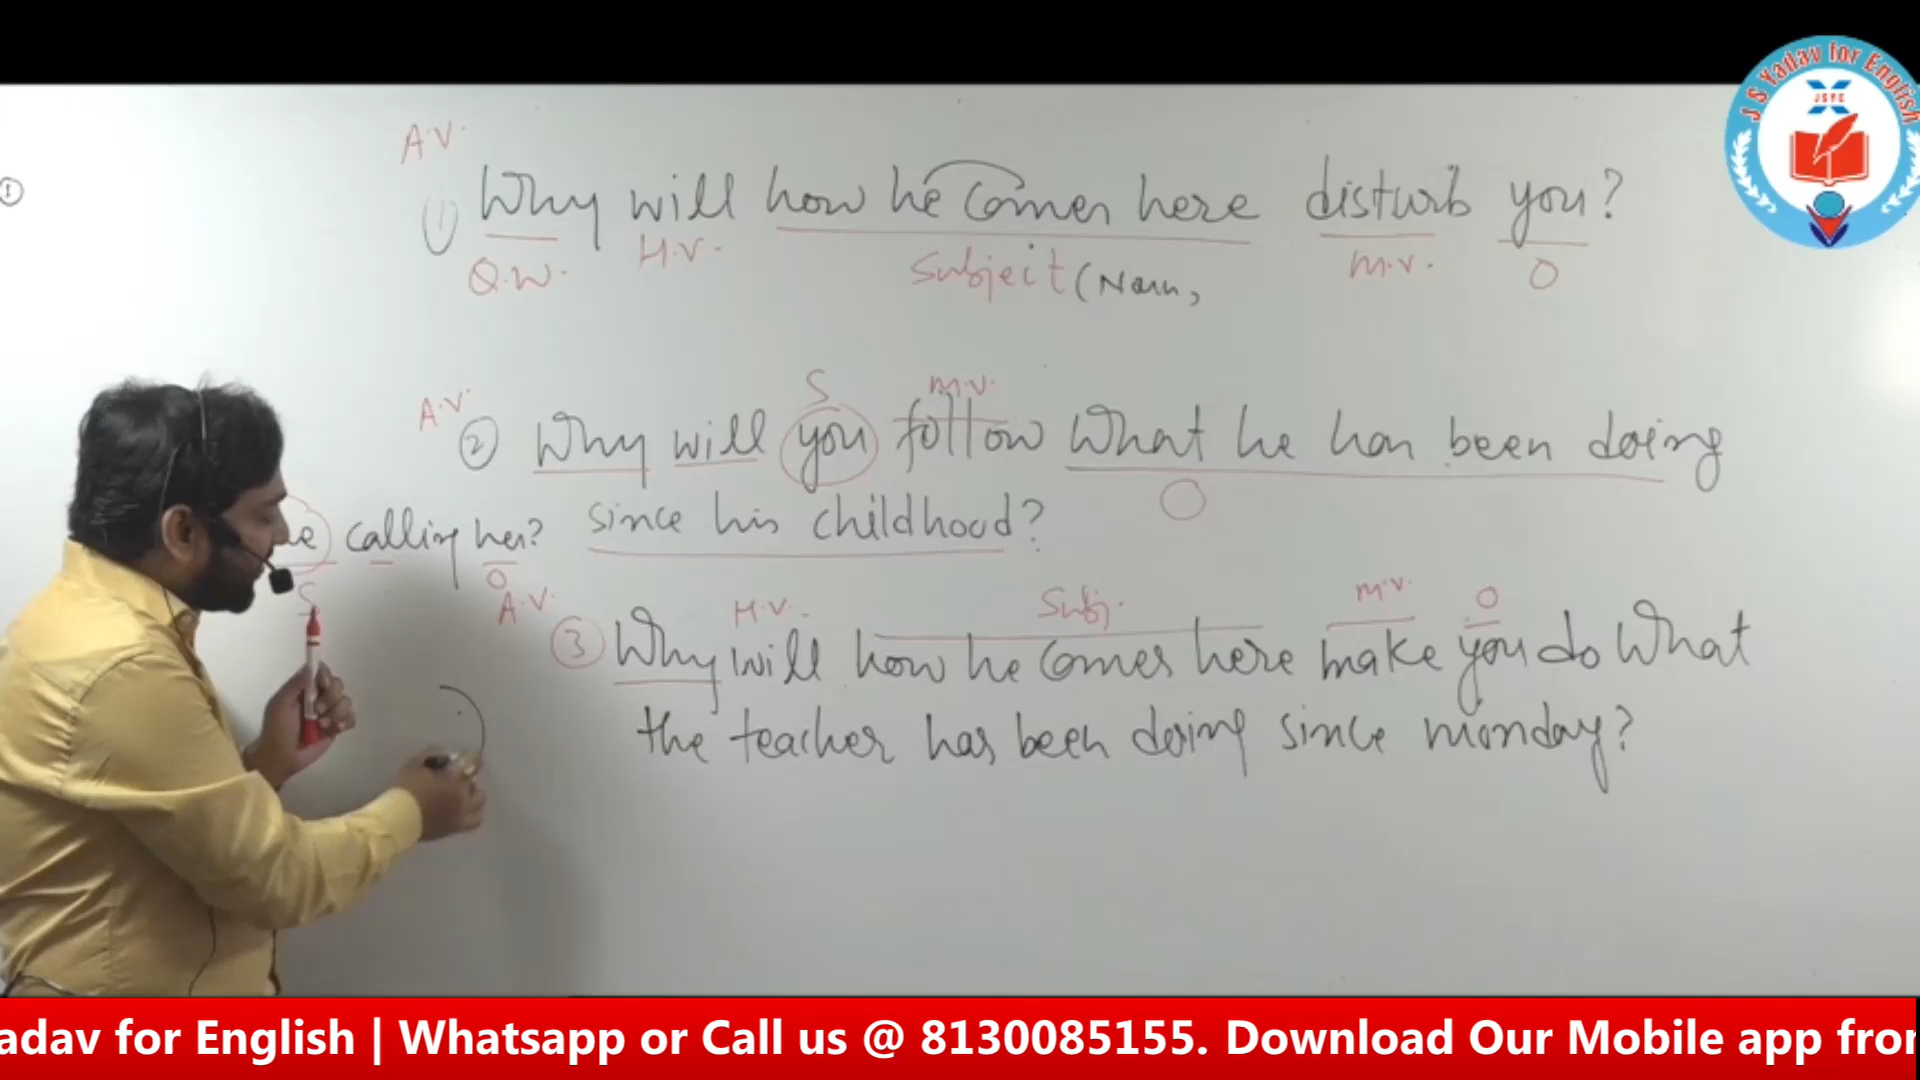 J S Yadav for English
JSYE
A.V.
(1) Why will how he comes here disturb you?
Q.W. H.V. Subject (Noun, M.V. O
S M.V.
A.V. (2) Why will you follow What he has been doing
O
calling her? since his childhood?
S O
A.V. H.V. Subj. M.V. O
(3) Why will how he comes here make you do What
the teacher has been doing since monday?
adav for English | Whatsapp or Call us @ 8130085155. Download Our Mobile app from